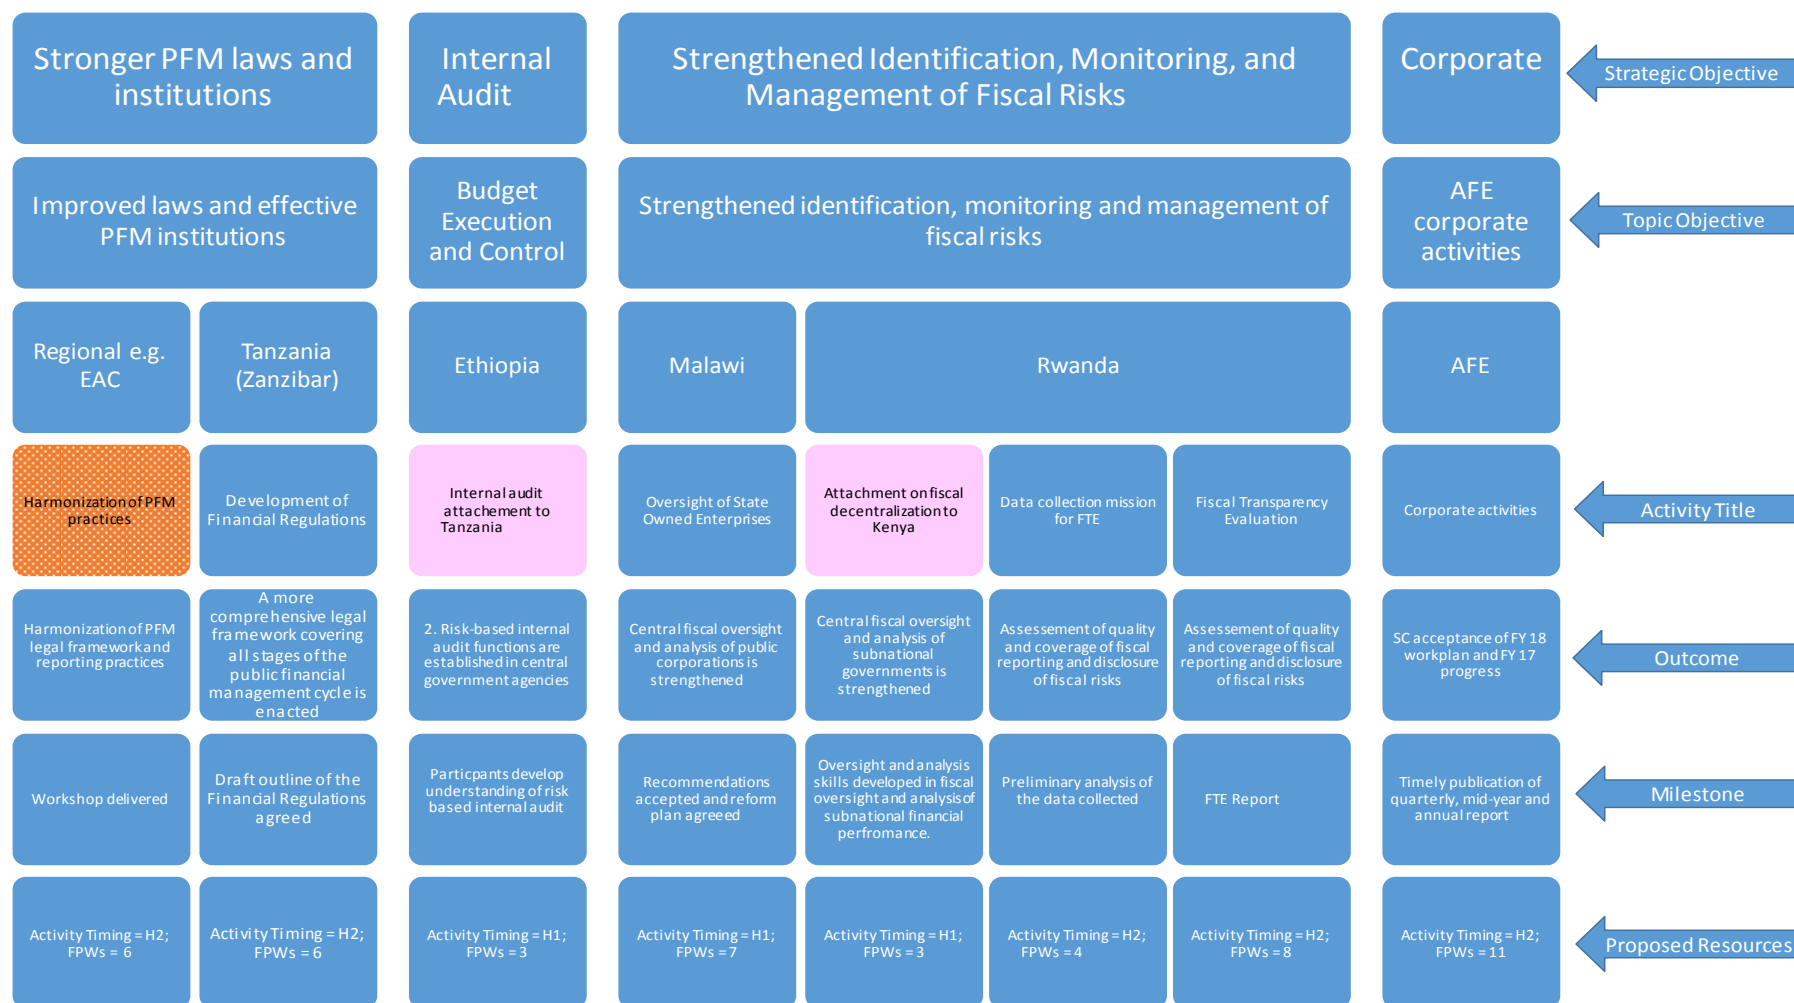 Stronger PFM laws and
institutions
Internal
Audit
Strengthened Identification, Monitoring, and
Management of Fiscal Risks
Corporate
Strategic Objective
Improved laws and effective
PFM institutions
Budget
Execution
and Control
Strengthened identification, monitoring and management of
fiscal risks
AFE
corporate
activities
Topic Objective
Regional e.g.
EAC
Tanzania
(Zanzibar)
Ethiopia
Malawi
Rwanda
AFE
Harmonization of PFM
practices
Development of
Financial Regulations
Internal audit
attachement to
Tanzania
Oversight of State
Owned Enterprises
Attachment on fiscal
decentralization to
Kenya
Data collection mission
for FTE
Fiscal Transparency
Evaluation
Corporate activities
Activity Title
Harmonization of PFM
legal framework and
reporting practices
A more
comprehensive legal
framework covering
all stages of the
public financial
management cycle is
enacted
2. Risk-based internal
audit functions are
established in central
government agencies
Central fiscal oversight
and analysis of public
corporations is
strengthened
Central fiscal oversight
and analysis of
subnational
governments is
strengthened
Assessment of quality
and coverage of fiscal
reporting and disclosure
of fiscal risks
Assessment of quality
and coverage of fiscal
reporting and disclosure
of fiscal risks
SC acceptance of FY 18
workplan and FY 17
progress
Outcome
Workshop delivered
Draft outline of the
Financial Regulations
agreed
Particpants develop
understanding of risk
based internal audit
Recommendations
accepted and reform
plan agreeed
Oversight and analysis
skills developed in fiscal
oversight and analysis of
subnational financial
perfromance.
Preliminary analysis of
the data collected
FTE Report
Timely publication of
quarterly, mid-year and
annual report
Milestone
Activity Timing = H2;
FPWs = 6
Activity Timing = H2;
FPWs = 6
Activity Timing = H1;
FPWs = 3
Activity Timing = H1;
FPWs = 7
Activity Timing = H1;
FPWs = 3
Activity Timing = H2;
FPWs = 4
Activity Timing = H2;
FPWs = 8
Activity Timing = H2;
FPWs = 11
Proposed Resources